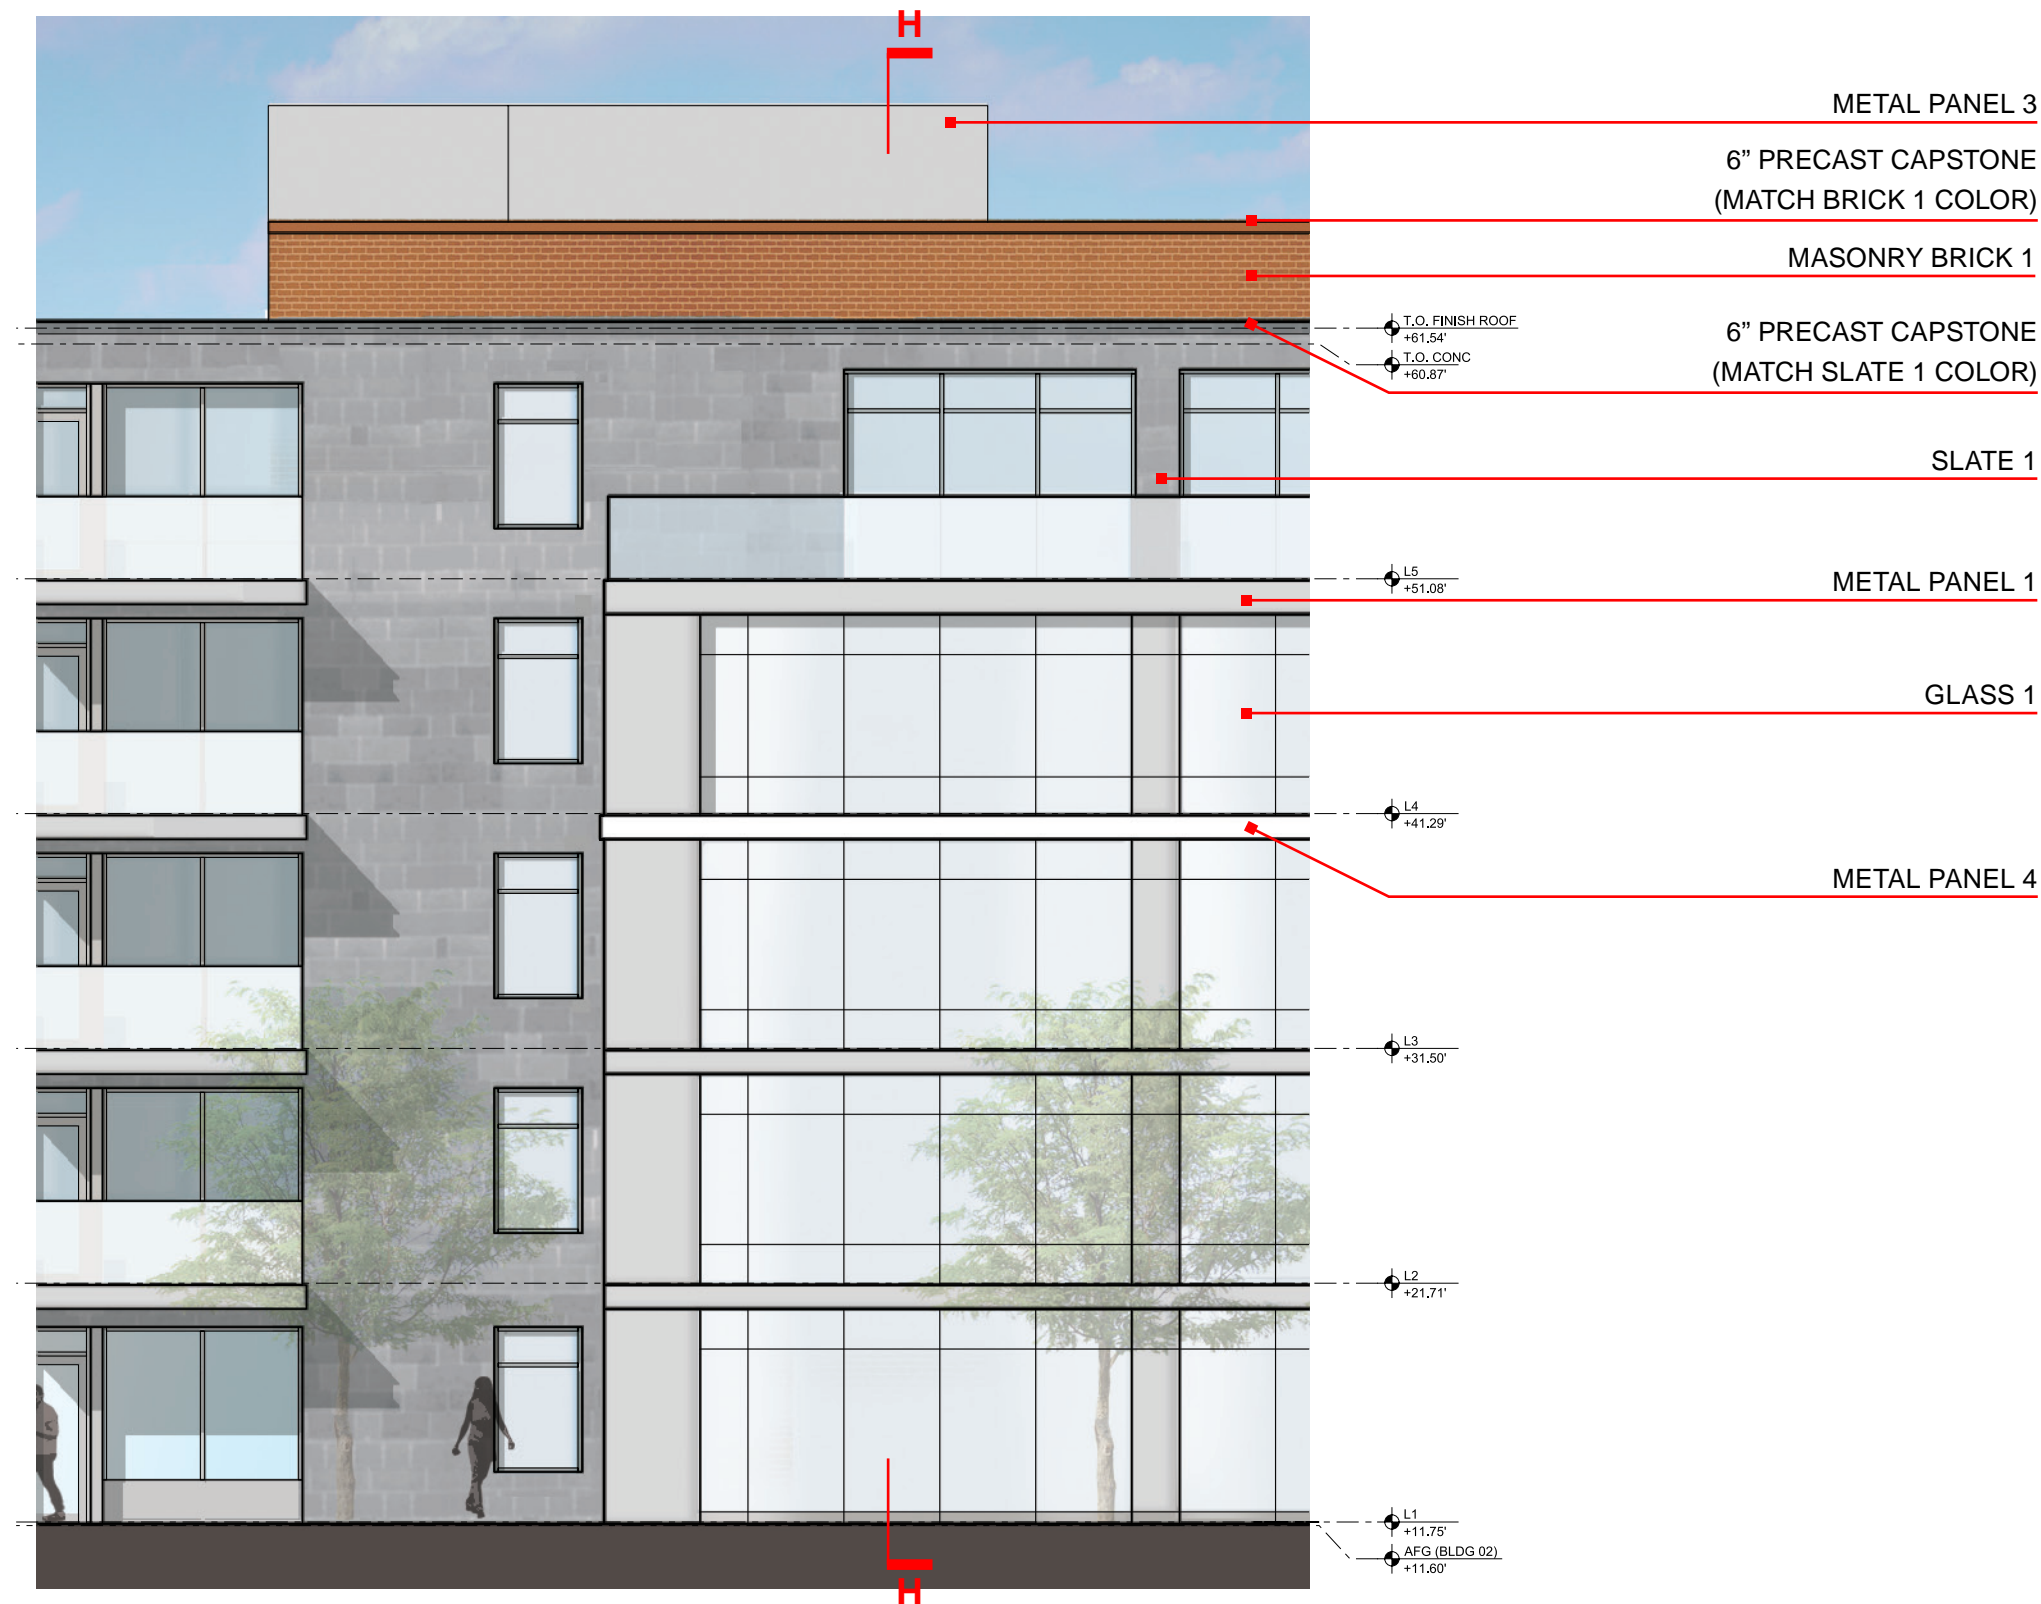 H
METAL PANEL 3
6” PRECAST CAPSTONE
(MATCH BRICK 1 COLOR)
MASONRY BRICK 1
T.O. FINISH ROOF
+61.54'
6” PRECAST CAPSTONE
(MATCH SLATE 1 COLOR)
T.O. CONC
+60.87'
SLATE 1
L5
+51.08'
METAL PANEL 1
GLASS 1
L4
+41.29'
METAL PANEL 4
L3
+31.50'
L2
+21.71'
L1
+11.75'
AFG (BLDG 02)
+11.60'
H